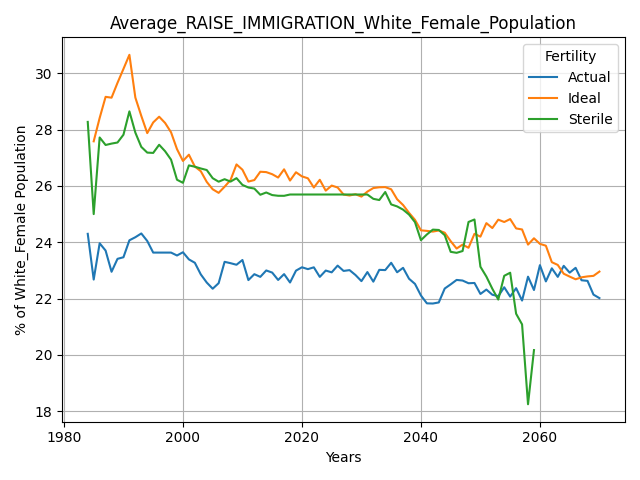 Average_RAISE_IMMIGRATION_White_Female_Population
Fertility
Actual
Ideal
Sterile
% of White_Female Population
30
28
26
24
22
20
18
1980
2000
2020
2040
2060
Years